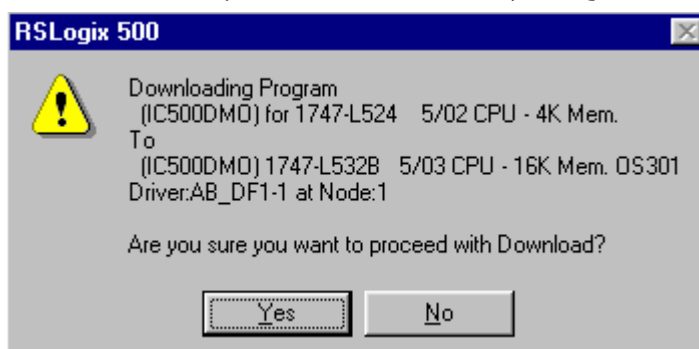 RSLogix 500
Downloading Program
(IC500DMO) for 1747-L524 5/02 CPU - 4K Mem.
To
(IC500DMO) 1747-L532B 5/03 CPU - 16K Mem. OS301
Driver:AB_DF1-1 at Node:1
Are you sure you want to proceed with Download?
Yes No